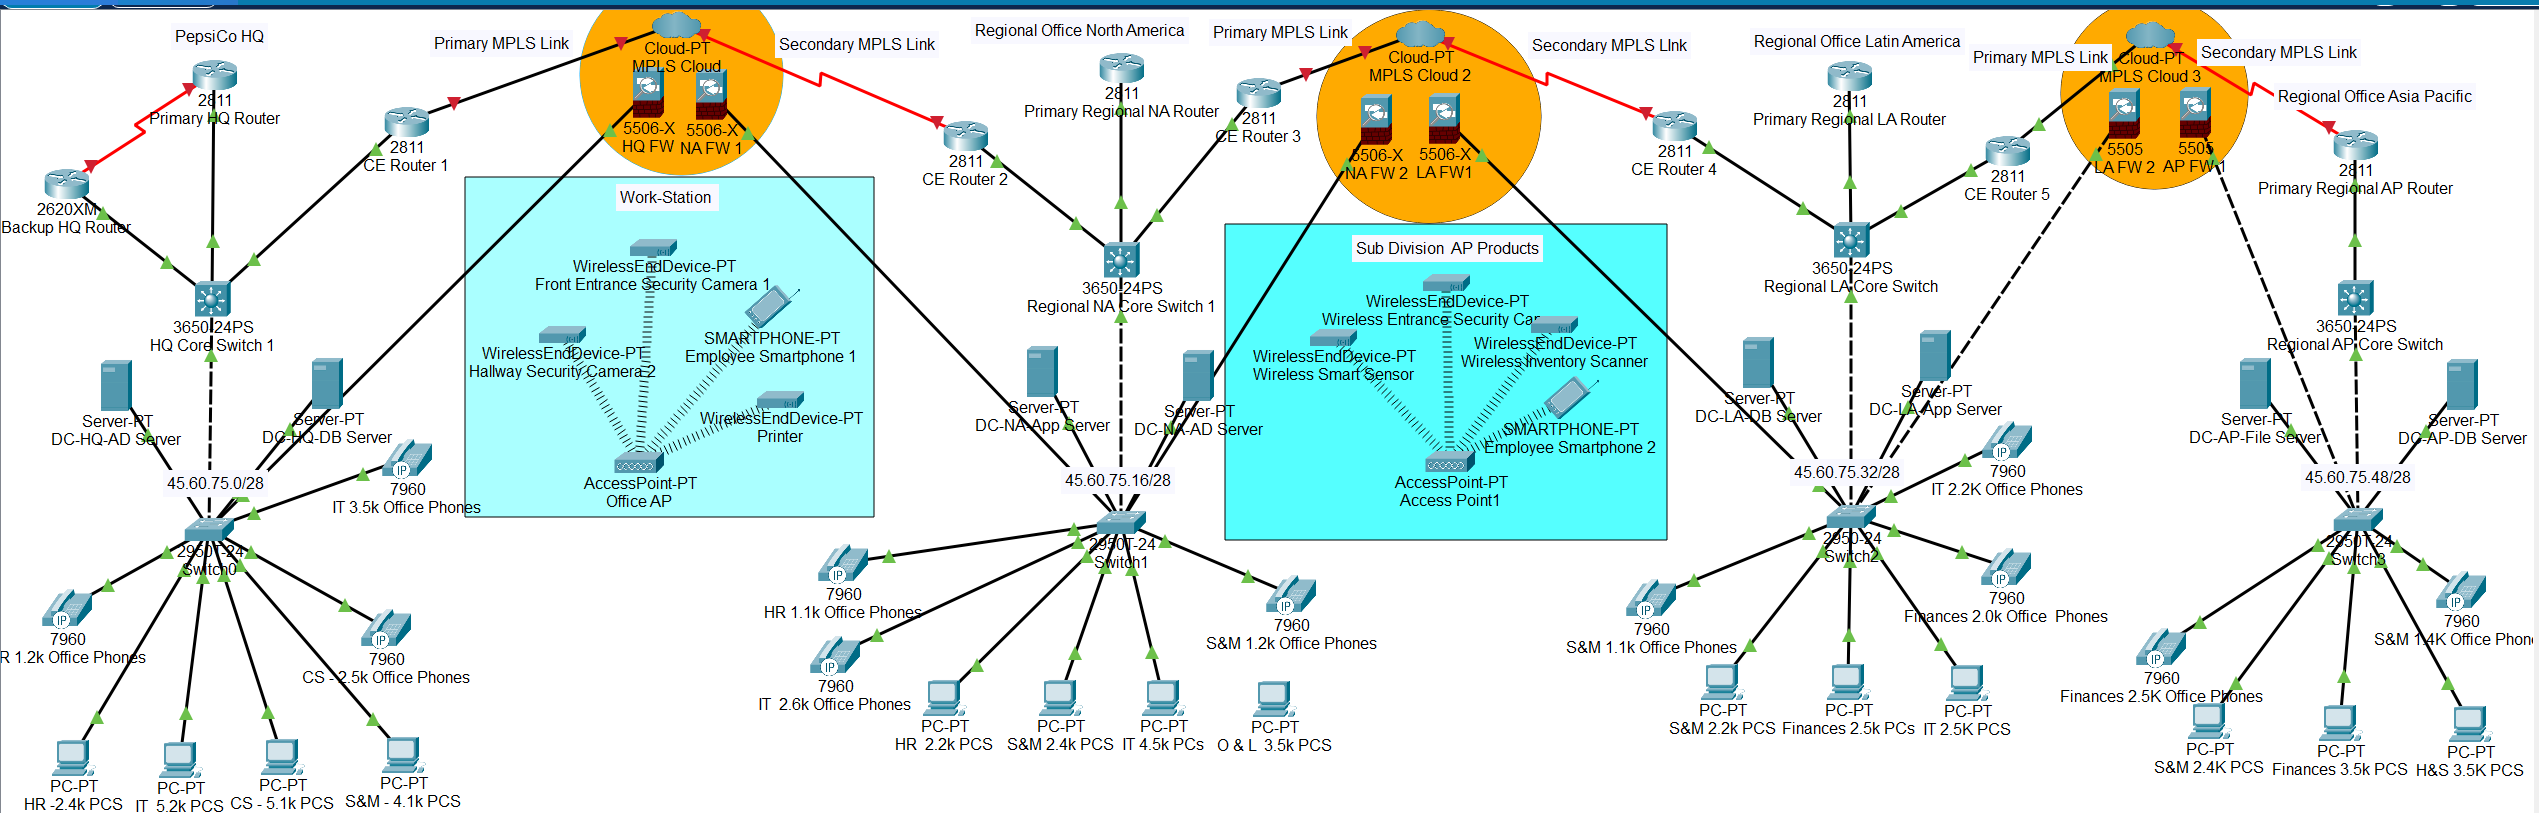 PepsiCo HQ
2811
Primary HQ Router
2620XM
Backup HQ Router
Primary MPLS Link
2811
CE Router 1
3650-24PS
HQ Core Switch 1
Server-PT
DC-HQ-AD Server
Server-PT
DC-HQ-DB Server
45.60.75.0/28
7960
IT 3.5k Office Phones
2950T-24
Switch0
7960
R 1.2k Office Phones
7960
CS - 2.5k Office Phones
PC-PT
HR -2.4k PCS
PC-PT
IT 5.2k PCS
PC-PT
CS - 5.1k PCS
PC-PT
S&M - 4.1k PCS
Cloud-PT
MPLS Cloud
5506-X
HQ FW
5506-X
NA FW 1
Secondary MPLS Link
Work-Station
WirelessEndDevice-PT
Front Entrance Security Camera 1
WirelessEndDevice-PT
Hallway Security Camera 2
SMARTPHONE-PT
Employee Smartphone 1
WirelessEndDevice-PT
Printer
AccessPoint-PT
Office AP
Regional Office North America
2811
Primary Regional NA Router
2811
CE Router 2
Primary MPLS Link
2811
CE Router 3
3650-24PS
Regional NA Core Switch 1
Server-PT
DC-NA-App Server
Server-PT
DC-NA-AD Server
45.60.75.16/28
2950T-24
Switch1
7960
HR 1.1k Office Phones
7960
IT 2.6k Office Phones
7960
S&M 1.2k Office Phones
PC-PT
HR 2.2k PCS
PC-PT
S&M 2.4k PCS
PC-PT
IT 4.5k PCs
PC-PT
O & L 3.5k PCS
Cloud-PT
MPLS Cloud 2
5506-X
NA FW 2
5506-X
LA FW1
Secondary MPLS LInk
Sub Division AP Products
WirelessEndDevice-PT
Wireless Entrance Security Cam
WirelessEndDevice-PT
Wireless Smart Sensor
WirelessEndDevice-PT
Wireless Inventory Scanner
SMARTPHONE-PT
Employee Smartphone 2
AccessPoint-PT
Access Point1
Regional Office Latin America
2811
Primary Regional LA Router
2811
CE Router 4
Primary MPLS Link
2811
CE Router 5
3650-24PS
Regional LA Core Switch
Server-PT
DC-LA-DB Server
Server-PT
DC-LA-App Server
45.60.75.32/28
7960
IT 2.2K Office Phones
2950-24
Switch2
7960
S&M 1.1k Office Phones
7960
Finances 2.0k Office Phones
PC-PT
S&M 2.2k PCS
PC-PT
Finances 2.5k PCs
PC-PT
IT 2.5K PCS
Cloud-PT
MPLS Cloud 3
5505
LA FW 2
5505
AP FW 1
Secondary MPLS Link
Regional Office Asia Pacific
2811
Primary Regional AP Router
3650-24PS
Regional AP Core Switch
Server-PT
DC-AP-File Server
Server-PT
DC-AP-DB Server
45.60.75.48/28
2950T-24
Switch3
7960
Finances 2.5K Office Phones
7960
S&M 1.4K Office Phon
PC-PT
S&M 2.4K PCS
PC-PT
Finances 3.5k PCS
PC-PT
H&S 3.5K PCS